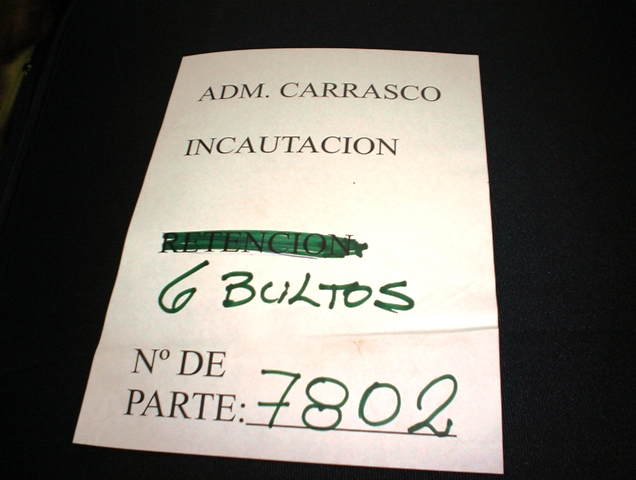 ADM. CARRASCO
INCAUTACION
RETENCION
6 BULTOS
Nº DE
PARTE: 7802